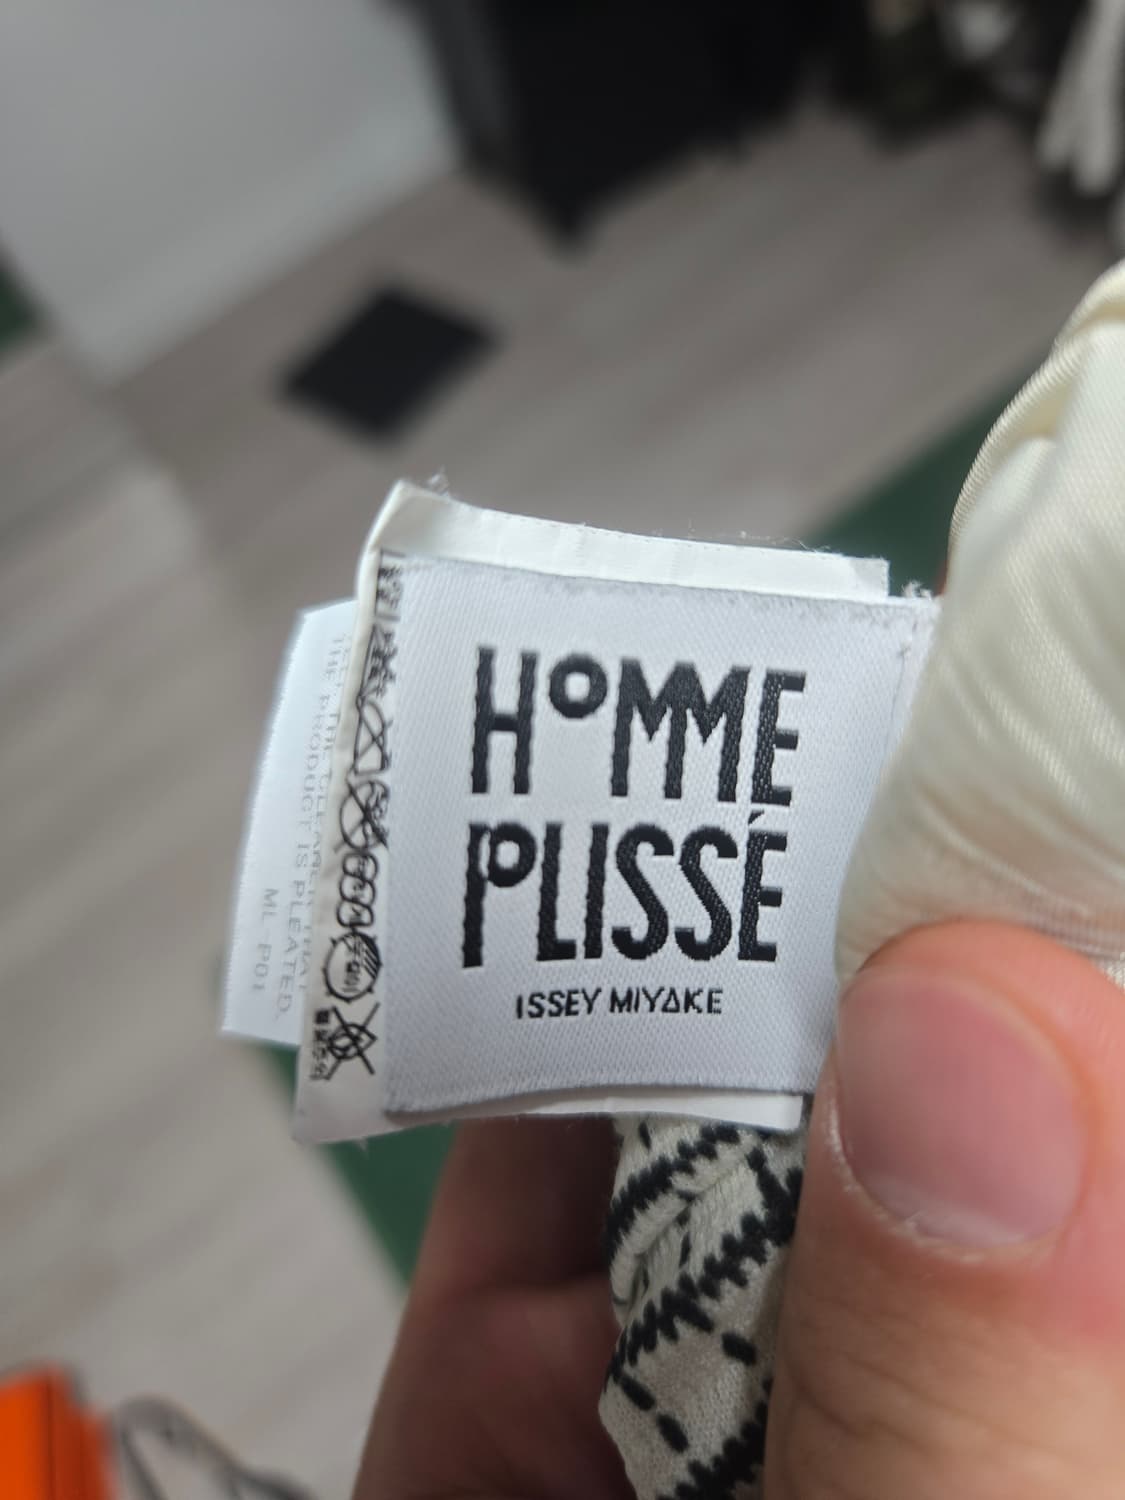 HOMME
PLISSÉ
ISSEY MIYAKE
THE PRODUCT IS PLEATED.
ML-P01